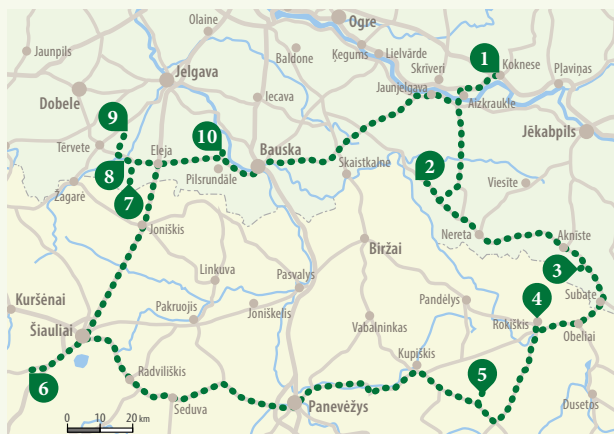 Olaine
Ogre
Jaunpils
Baldone
Ķegums
Lielvārde
Skrīveri
1
Koknese
Pļaviņas
Jelgava
Dobele
Jecava
Jaunjelgava
Aizkraukle
9
10
Jēkabpils
Tērvete
Eleja
Bauska
Skaistkalne
2
8
Pilsrundāle
Viesīte
Žagarė
7
Joniškis
Nereta
Biržai
Akniste
Linkuva
Pasvalys
3
Kuršėnai
Pakruojis
Joniškelis
Pandėlys
4
Subate
Šiauliai
Vabalninkas
Rokiškis
Obeliai
Kupiškis
6
Radviliškis
5
Šeduva
Panevėžys
Dusetos
0 10 20 km